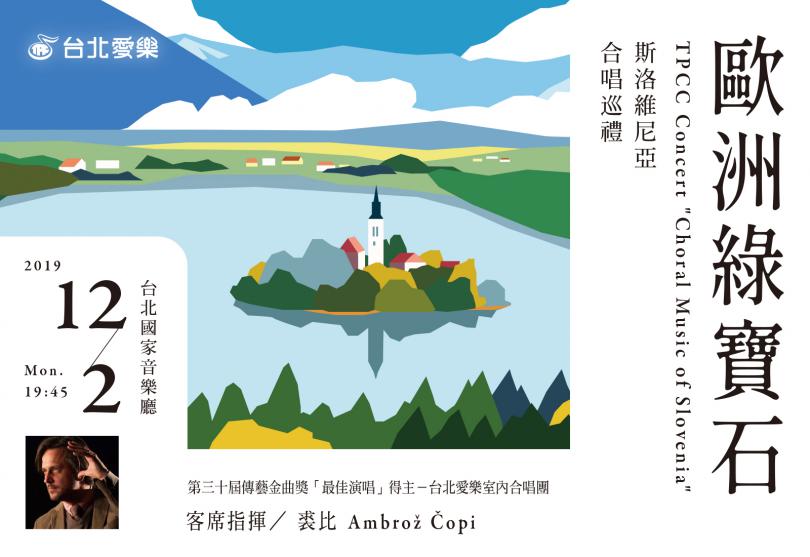 台北愛樂
歐洲綠寶石
TPCC Concert "Choral Music of Slovenia"
斯洛維尼亞
合唱巡禮
2019
12/2
Mon.
19:45
台北國家音樂廳
第三十屆傳藝金曲獎「最佳演唱」得主－台北愛樂室內合唱團
客席指揮／裘比 Ambrož Čopi